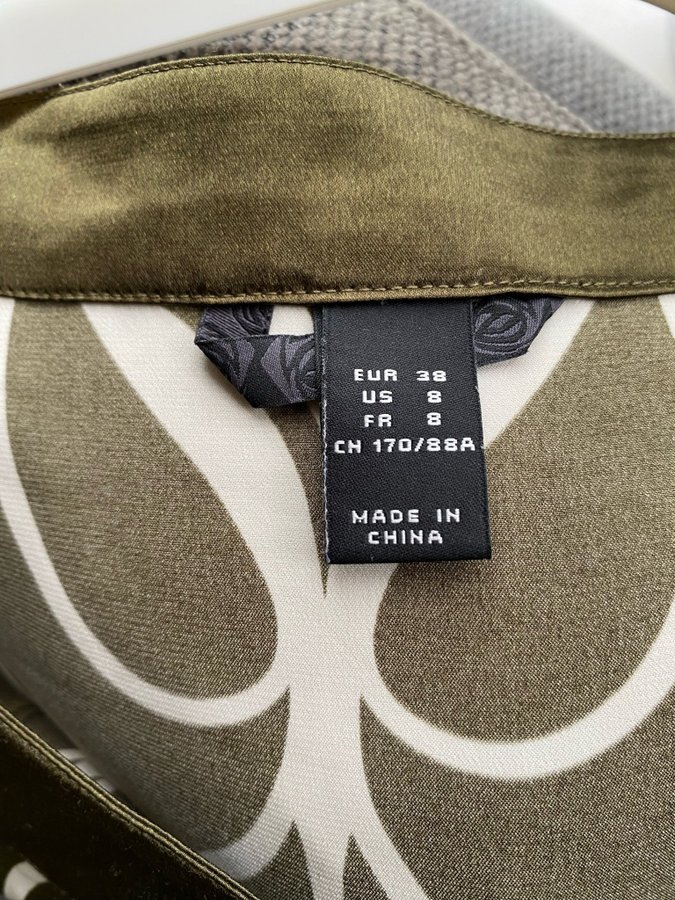 EUR 38
US 8
FR 8
CH 170/88A
MADE IN
CHINA